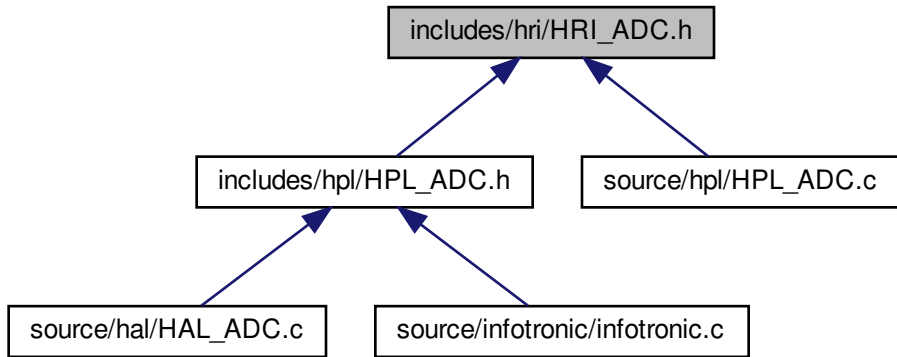 includes/hri/HRI_ADC.h
includes/hpl/HPL_ADC.h
source/hpl/HPL_ADC.c
source/hal/HAL_ADC.c
source/infotronic/infotronic.c